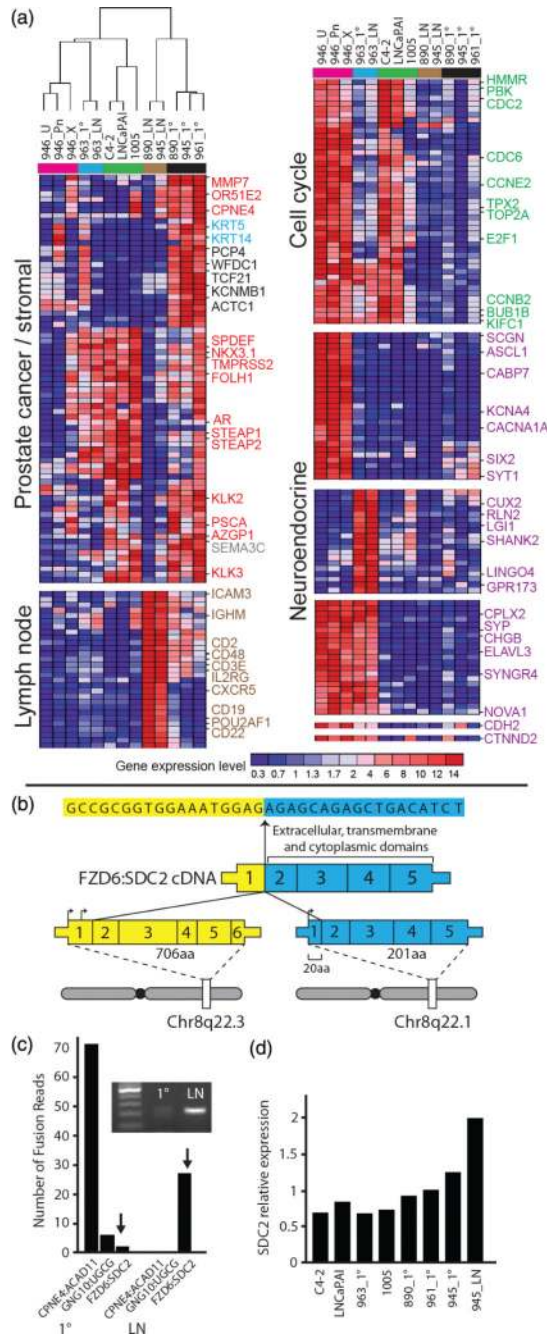 (a)
946_U
946_Pn
946_X
963_1°
963_LN
C4-2
LNCaPAI
1005
890_LN
945_LN
890_1°
945_1°
961_1°
Prostate cancer / stromal
MMP7
OR51E2
CPNE4
KRT5
KRT14
PCP4
WFDC1
TCF21
KCNMB1
ACTC1
SPDEF
NKX3.1
TMPRSS2
FOLH1
AR
STEAP1
STEAP2
KLK2
PSCA
AZGP1
SEMA3C
KLK3
Lymph node
ICAM3
IGHM
CD2
CD48
CD3E
IL2RG
CXCR5
CD19
POU2AF1
CD22
946_U
946_Pn
946_X
963_1°
963_LN
C4-2
LNCaPAI
1005
890_LN
945_LN
890_1°
945_1°
961_1°
Cell cycle
HMMR
PBK
CDC2
CDC6
CCNE2
TPX2
TOP2A
E2F1
CCNB2
BUB1B
KIFC1
Neuroendocrine
SCGN
ASCL1
CABP7
KCNA4
CACNA1A
SIX2
SYT1
CUX2
RLN2
LGI1
SHANK2
LINGO4
GPR173
CPLX2
SYP
CHGB
ELAVL3
SYNGR4
NOVA1
CDH2
CTNND2
Gene expression level
0.3 0.7 1 1.3 1.7 2 4 6 8 10 12 14
(b)
GCCGCGGTGGAAATGGAGAGAGCAGAGCTGACATCT
Extracellular, transmembrane
and cytoplasmic domains
FZD6:SDC2 cDNA
1 2 3 4 5
1 2 3 4 5 6
706aa
1 2 3 4 5
20aa
201aa
Chr8q22.3
Chr8q22.1
(c)
Number of Fusion Reads
70
60
50
40
30
20
10
0
1° LN
CPNE4:ACAD11
GNG10:UGCG
FZD6:SDC2
CPNE4:ACAD11
GNG10:UGCG
FZD6:SDC2
1° LN
(d)
SDC2 relative expression
2
1.5
1
0.5
0
C4-2
LNCaPAI
963_1°
1005
890_1°
961_1°
945_1°
945_LN